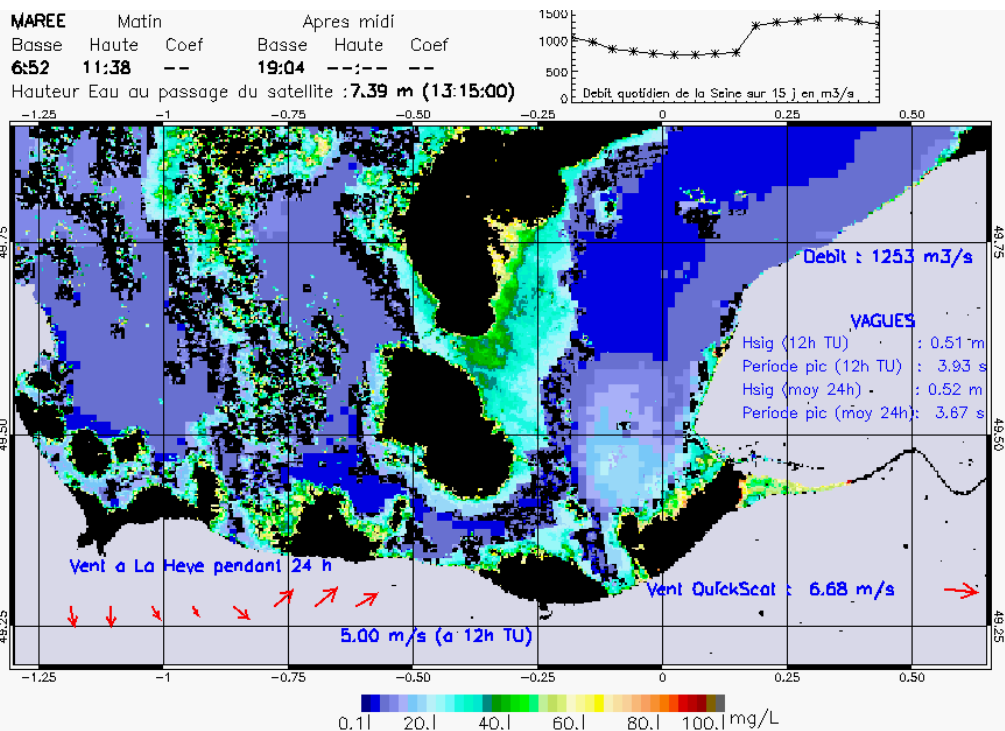 MAREE Matin Apres midi
Basse Haute Coef Basse Haute Coef
6:52 11:38 -- 19:04 --:-- --
Hauteur Eau au passage du satellite : 7.39 m (13:15:00)
1500
1000
500
0
Debit quotidien de la Seine sur 15 j en m3/s
-1.25 -1 -0.75 -0.50 -0.25 0 0.25 0.50
49.75 49.75
Debit : 1253 m3/s
VAGUES
Hsig (12h TU) : 0.51 m
Periode pic (12h TU) : 3.93 s
Hsig (moy 24h) : 0.52 m
Periode pic (moy 24h): 3.67 s
49.50 49.50
Vent a La Heve pendant 24 h
Vent QuickScat : 6.68 m/s
49.25 49.25
5.00 m/s (a 12h TU)
-1.25 -1 -0.75 -0.50 -0.25 0 0.25 0.50
0.1 20.1 40.1 60.1 80.1 100.1 mg/L